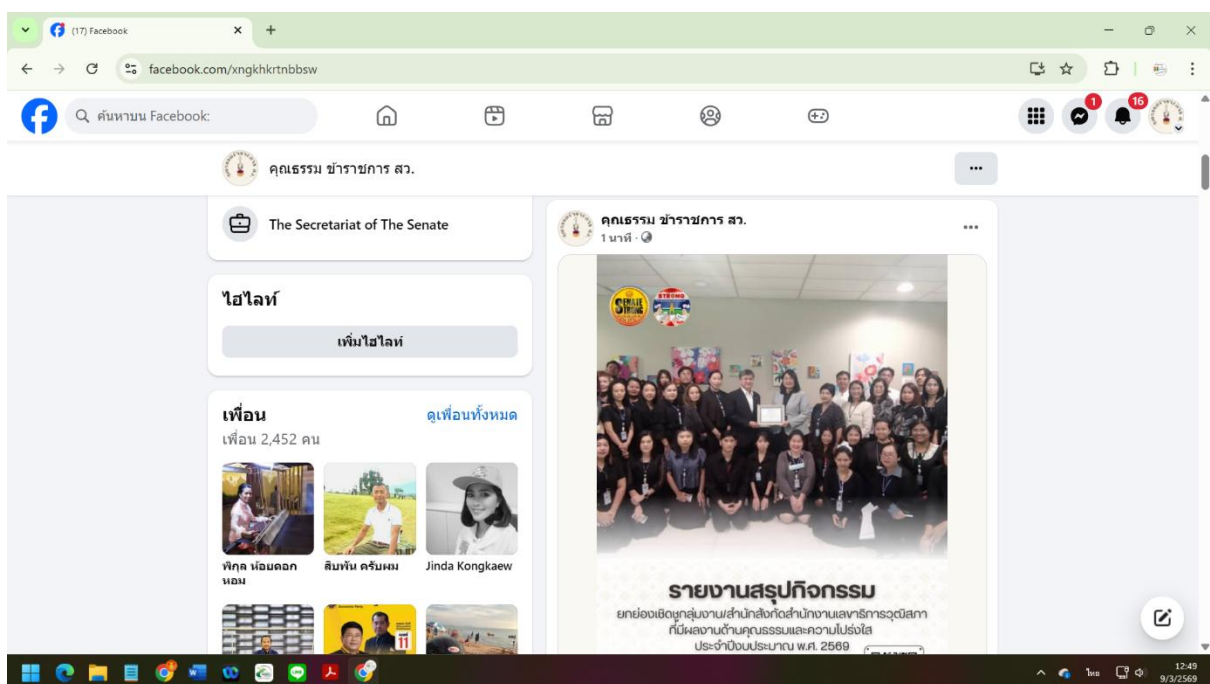 (17) Facebook
facebook.com/xngkhkrtnbbsw
ค้นหาบน Facebook:
1
16
คุณธรรม ข้าราชการ สว.
The Secretariat of The Senate
ไฮไลท์
เพิ่มไฮไลท์
เพื่อน
ดูเพื่อนทั้งหมด
เพื่อน 2,452 คน
พิกุล ห้อยดอกหอม
สิบพัน ครับผม
Jinda Kongkaew
11
คุณธรรม ข้าราชการ สว.
1 นาที ·
SENATE
STRONG
STRONG
รายงานสรุปกิจกรรม
ยกย่องเชิดชูกลุ่มงาน/สำนักสังกัดสำนักงานเลขาธิการวุฒิสภา
ที่มีผลงานด้านคุณธรรมและความโปร่งใส
ประจำปีงบประมาณ พ.ศ. 2569
ไทย
12:49
9/3/2569